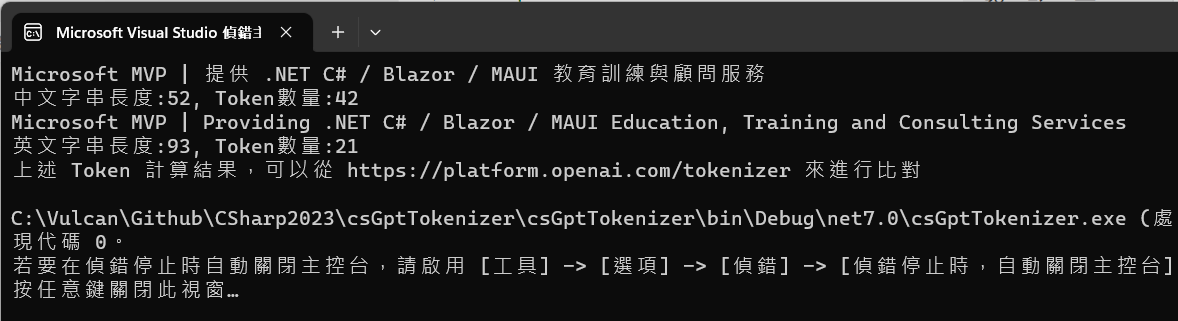 Microsoft Visual Studio 偵錯主
Microsoft MVP | 提供 .NET C# / Blazor / MAUI 教育訓練與顧問服務
中文字串長度:52, Token數量:42
Microsoft MVP | Providing .NET C# / Blazor / MAUI Education, Training and Consulting Services
英文字串長度:93, Token數量:21
上述 Token 計算結果，可以從 https://platform.openai.com/tokenizer 來進行比對
C:\Vulcan\Github\CSharp2023\csGptTokenizer\csGptTokenizer\bin\Debug\net7.0\csGptTokenizer.exe (處
現代碼 0。
若要在偵錯停止時自動關閉主控台，請啟用 [工具] -> [選項] -> [偵錯] -> [偵錯停止時，自動關閉主控台]
按任意鍵關閉此視窗…